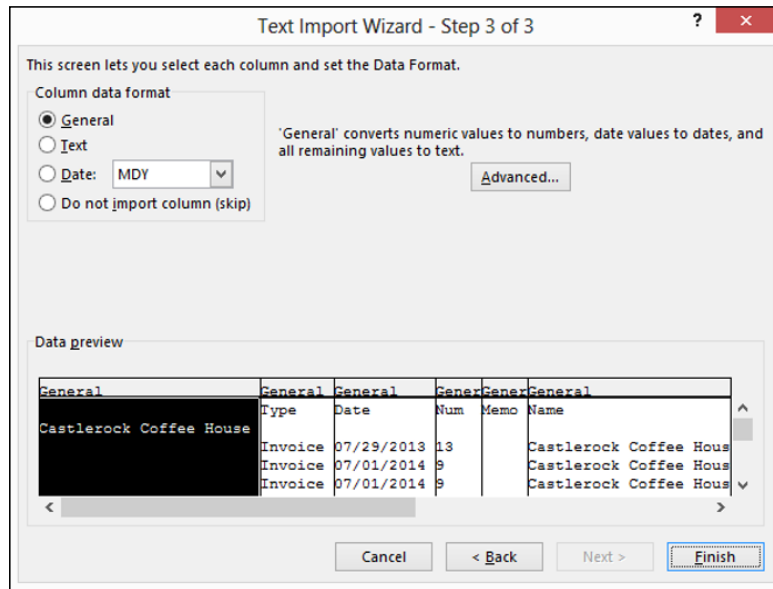 Text Import Wizard - Step 3 of 3
?
This screen lets you select each column and set the Data Format.
Column data format
General
Text
Date: MDY
Do not import column (skip)
'General' converts numeric values to numbers, date values to dates, and
all remaining values to text.
Advanced...
Data preview
General General General Gener Gener General
Type Date Num Memo Name
Castlerock Coffee House
Invoice 07/29/2013 13 Castlerock Coffee Hous
Invoice 07/01/2014 9 Castlerock Coffee Hous
Invoice 07/01/2014 9 Castlerock Coffee Hous
Cancel < Back Next > Finish